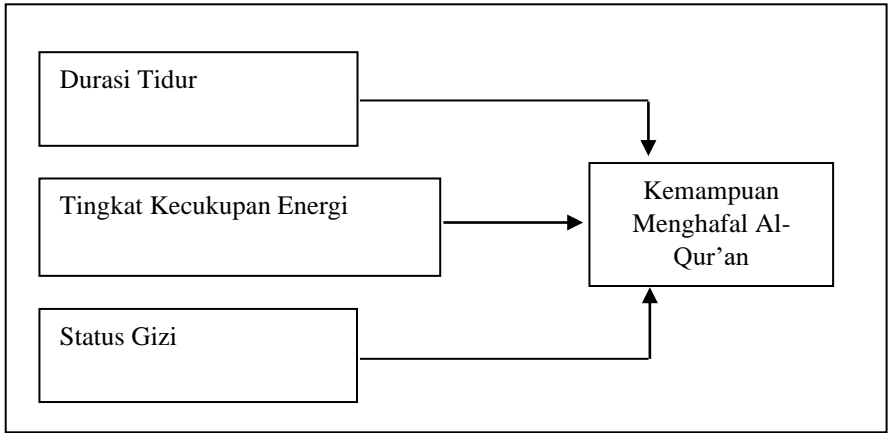 Durasi Tidur
Tingkat Kecukupan Energi
Kemampuan
Menghafal Al-
Qur’an
Status Gizi